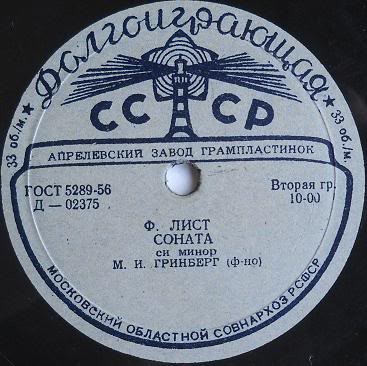 Долгоиграющая
33 об./м.
33 об./м.
СССР
АПРЕЛЕВСКИЙ ЗАВОД ГРАМПЛАСТИНОК
ГОСТ 5289-56
Д — 02375
Вторая гр.
10-00
Ф. ЛИСТ
СОНАТА
си минор
М. И. ГРИНБЕРГ (ф-но)
МОСКОВСКИЙ ОБЛАСТНОЙ СОВНАРХОЗ РСФСР